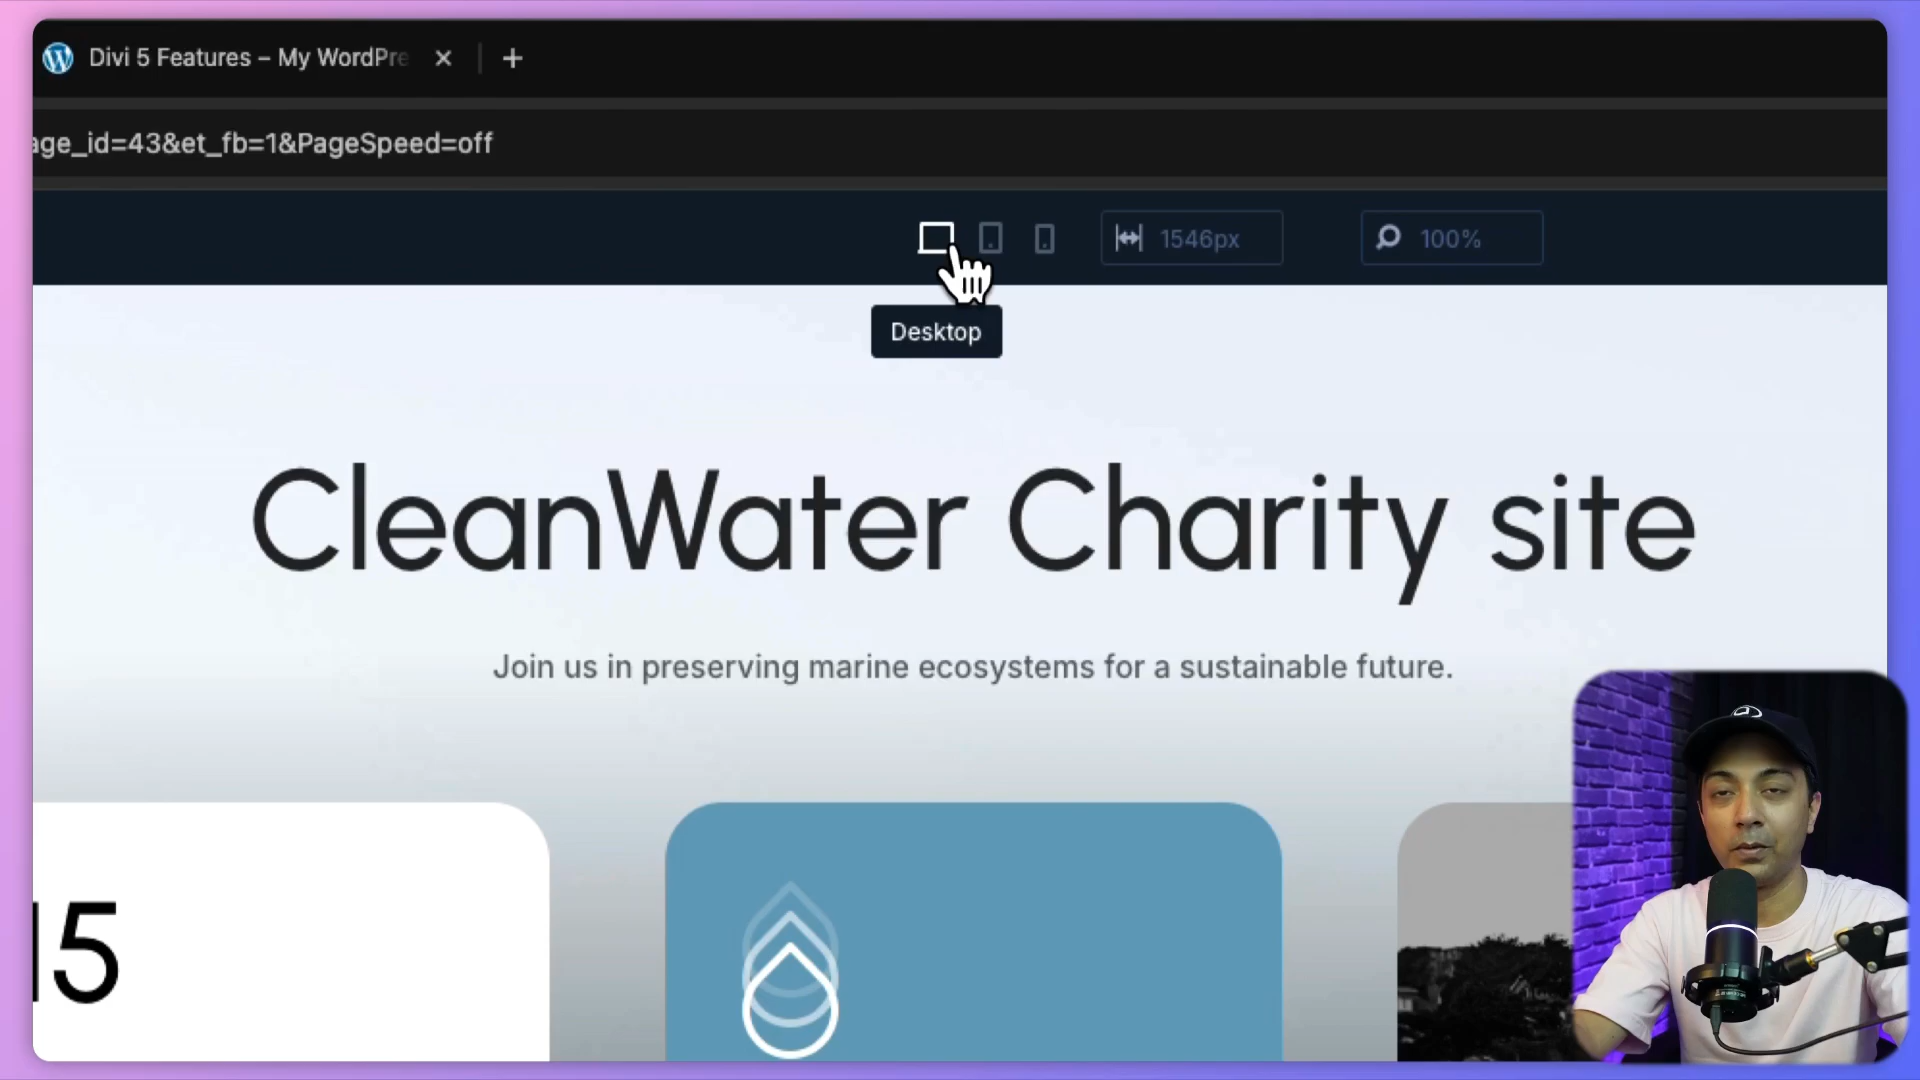 Divi 5 Features – My WordPre
age_id=43&et_fb=1&PageSpeed=off
1546px
100%
Desktop
CleanWater Charity site
Join us in preserving marine ecosystems for a sustainable future.
15